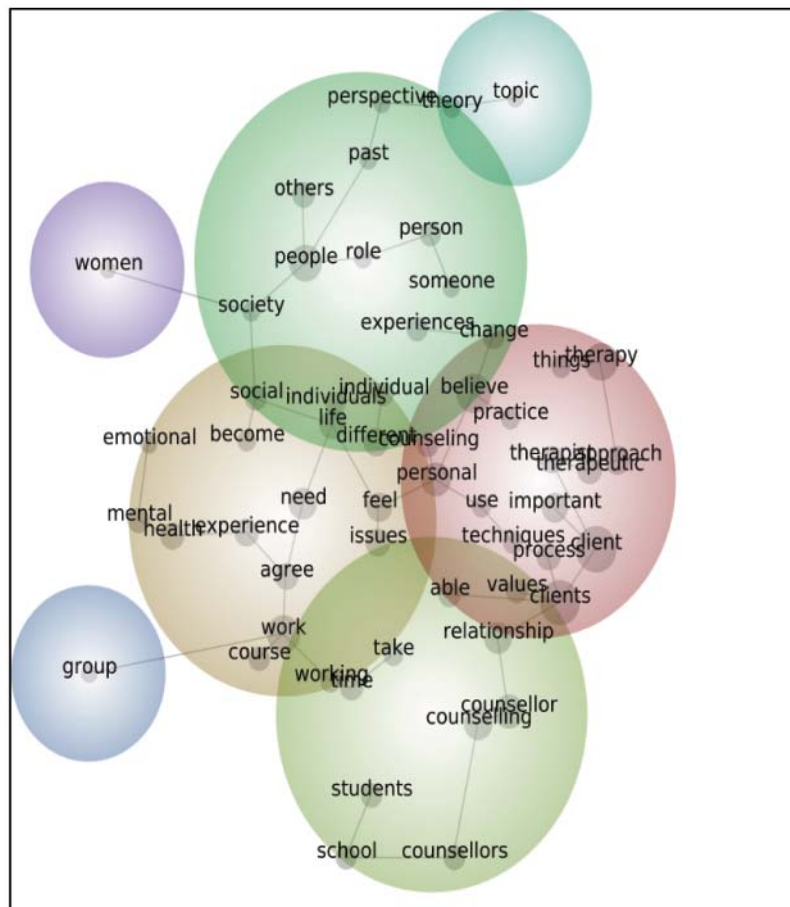 topic
perspective theory
past
others
person
people role
women
someone
society
experiences
change
things therapy
social individuals individual believe
life practice
emotional become different counseling
therapist approach
therapeutic
personal
need feel use important
mental
health experience issues techniques client
process
agree able values clients
work take relationship
course
group working
time
counsellor
counselling
students
school counsellors